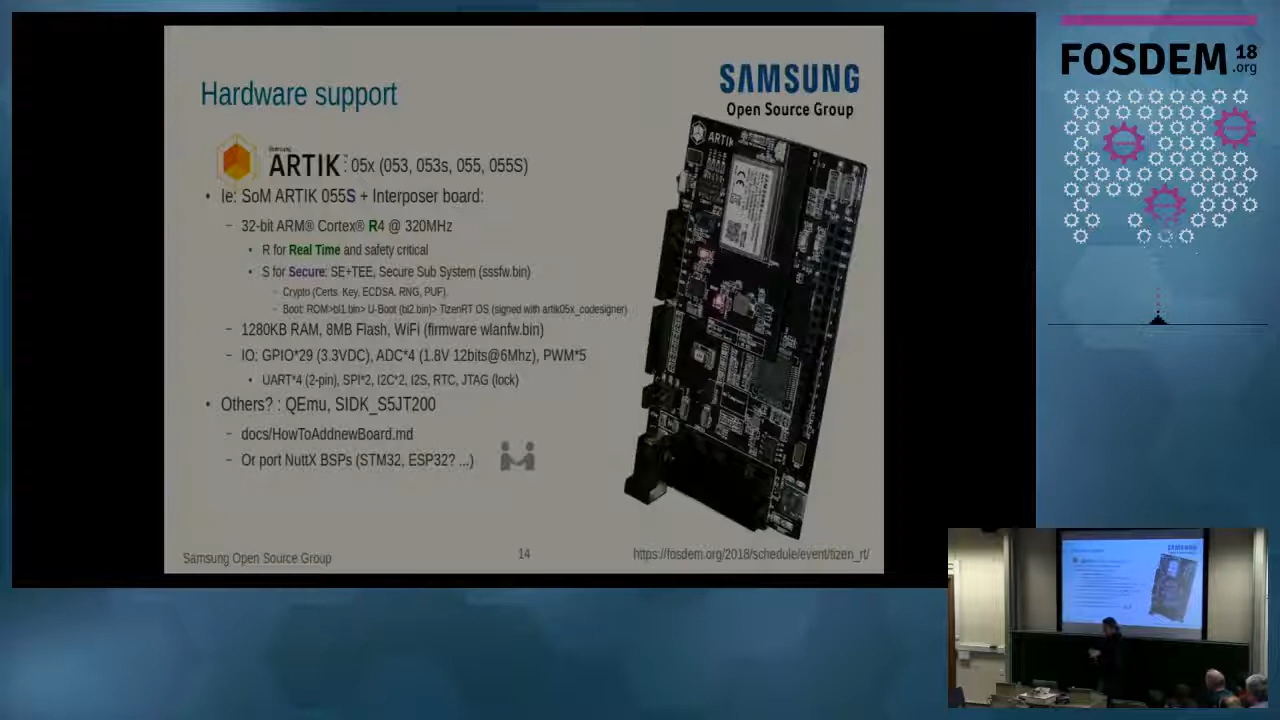 Hardware support
SAMSUNG
Open Source Group
ARTIK : 05x (053, 053s, 055, 055S)
• Ie: SoM ARTIK 055S + Interposer board:
– 32-bit ARM® Cortex® R4 @ 320MHz
• R for Real Time and safety critical
• S for Secure: SE+TEE, Secure Sub System (sssfw.bin)
– Crypto (Certs. Key, ECDSA, RNG, PUF),
– Boot: ROM>bl1.bin> U-Boot (bl2.bin)> TizenRT OS (signed with artik05x_codesigner)
– 1280KB RAM, 8MB Flash, WiFi (firmware wlanfw.bin)
– IO: GPIO*29 (3.3VDC), ADC*4 (1.8V 12bits@6Mhz), PWM*5
• UART*4 (2-pin), SPI*2, I2C*2, I2S, RTC, JTAG (lock)
• Others? : QEmu, SIDK_S5JT200
– docs/HowToAddnewBoard.md
– Or port NuttX BSPs (STM32, ESP32? ...)
ARTIK
Samsung Open Source Group
14
https://fosdem.org/2018/schedule/event/tizen_rt/
FOSDEM 18
.org
SAMSUNG